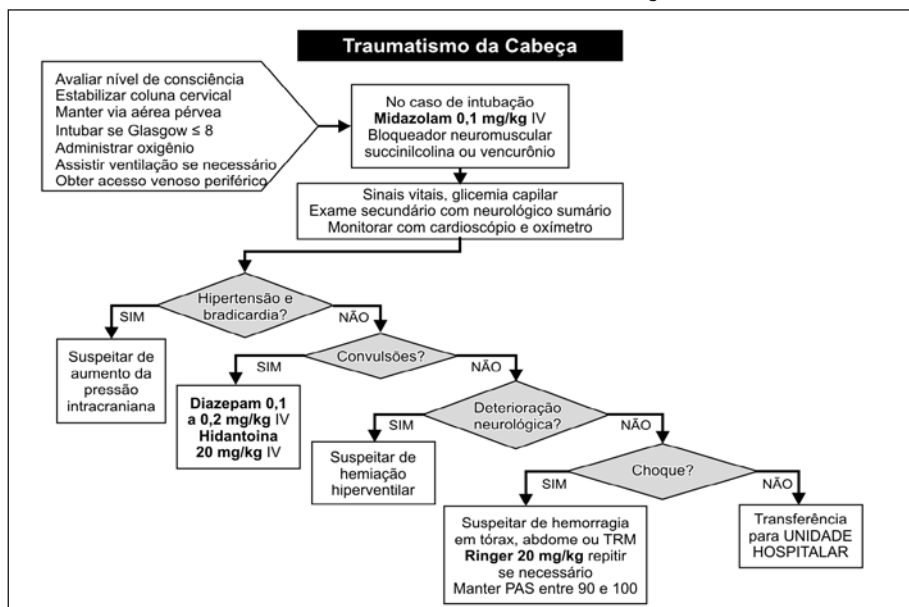 Traumatismo da Cabeça
Avaliar nível de consciência
Estabilizar coluna cervical
Manter via aérea pérvea
Intubar se Glasgow ≤ 8
Administrar oxigênio
Assistir ventilação se necessário
Obter acesso venoso periférico
No caso de intubação
Midazolam 0,1 mg/kg IV
Bloqueador neuromuscular
succinilcolina ou vencurônio
Sinais vitais, glicemia capilar
Exame secundário com neurológico sumário
Monitorar com cardioscópio e oxímetro
Hipertensão e
bradicardia?
SIM
NÃO
Suspeitar de
aumento da
pressão
intracraniana
Convulsões?
SIM
NÃO
Diazepam 0,1
a 0,2 mg/kg IV
Hidantoina
20 mg/kg IV
Deterioração
neurológica?
SIM
NÃO
Suspeitar de
hemiação
hiperventilar
Choque?
SIM
NÃO
Suspeitar de hemorragia
em tórax, abdome ou TRM
Ringer 20 mg/kg repitir
se necessário
Manter PAS entre 90 e 100
Transferência
para UNIDADE
HOSPITALAR